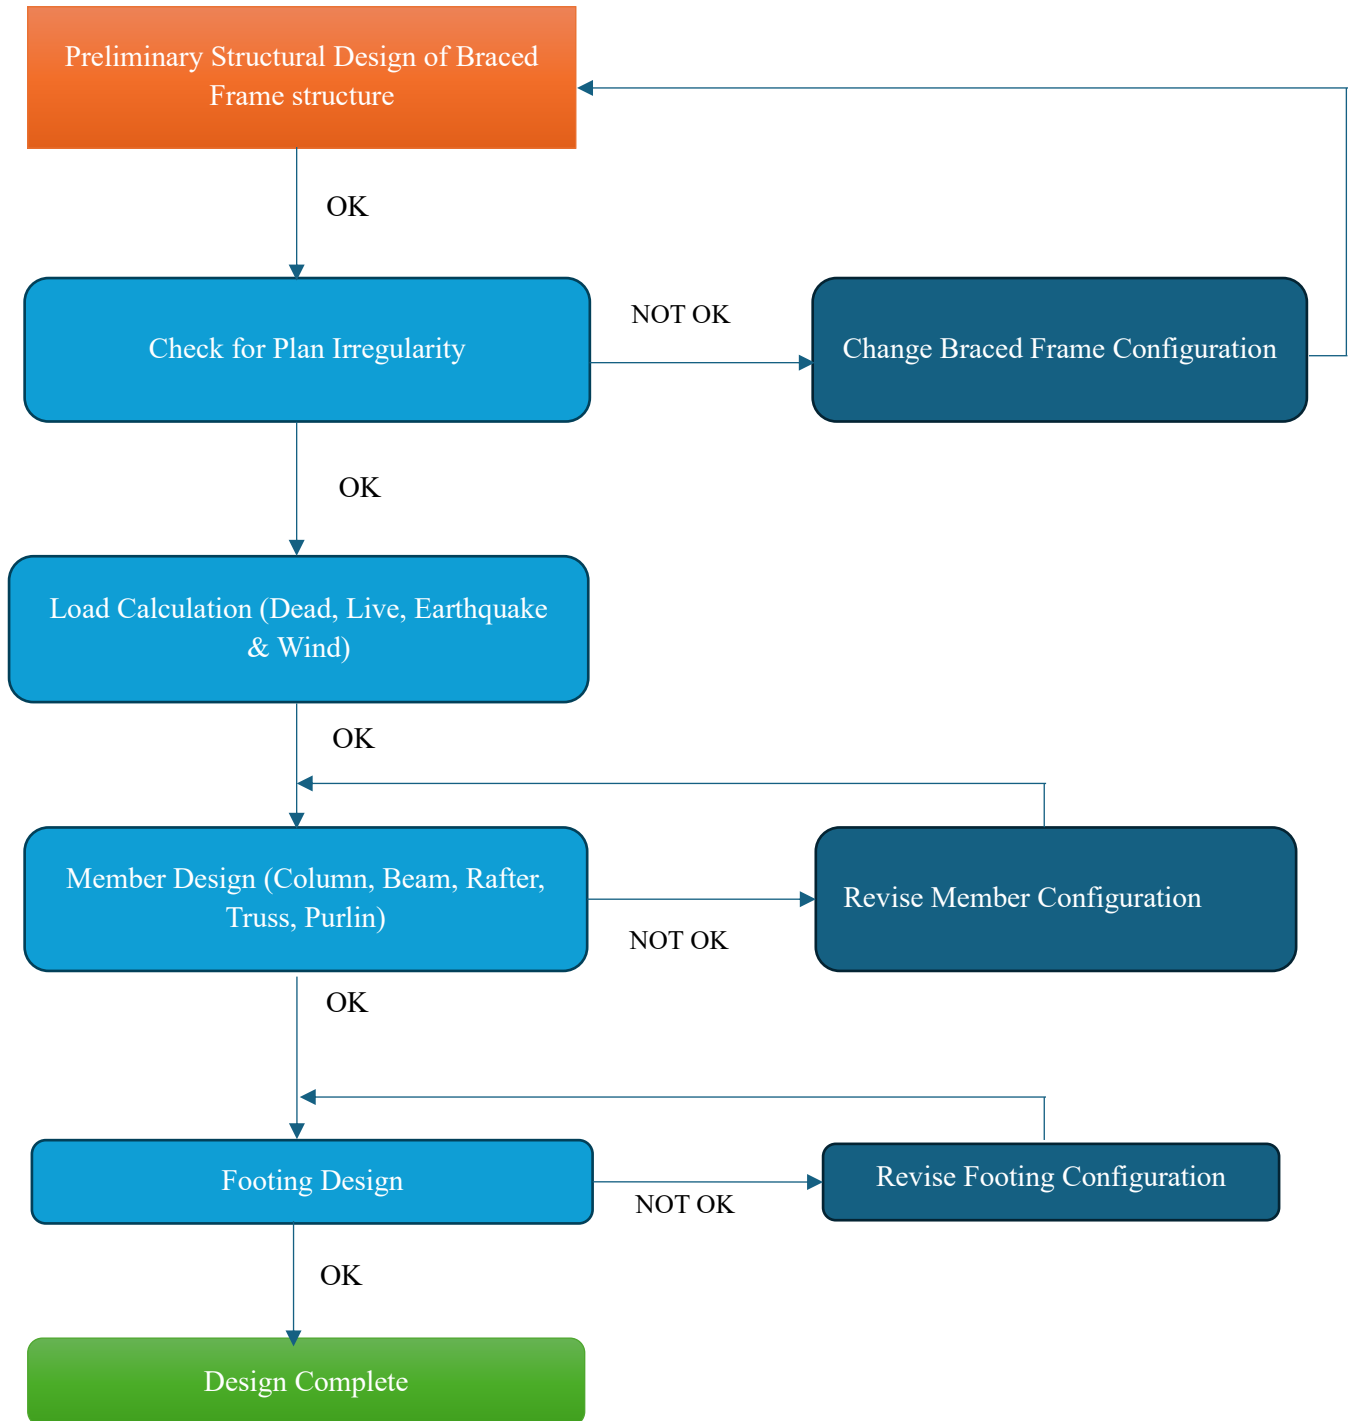 Preliminary Structural Design of Braced
Frame structure
OK
Check for Plan Irregularity
NOT OK
Change Braced Frame Configuration
OK
Load Calculation (Dead, Live, Earthquake
& Wind)
OK
Member Design (Column, Beam, Rafter,
Truss, Purlin)
NOT OK
Revise Member Configuration
OK
Footing Design
NOT OK
Revise Footing Configuration
OK
Design Complete